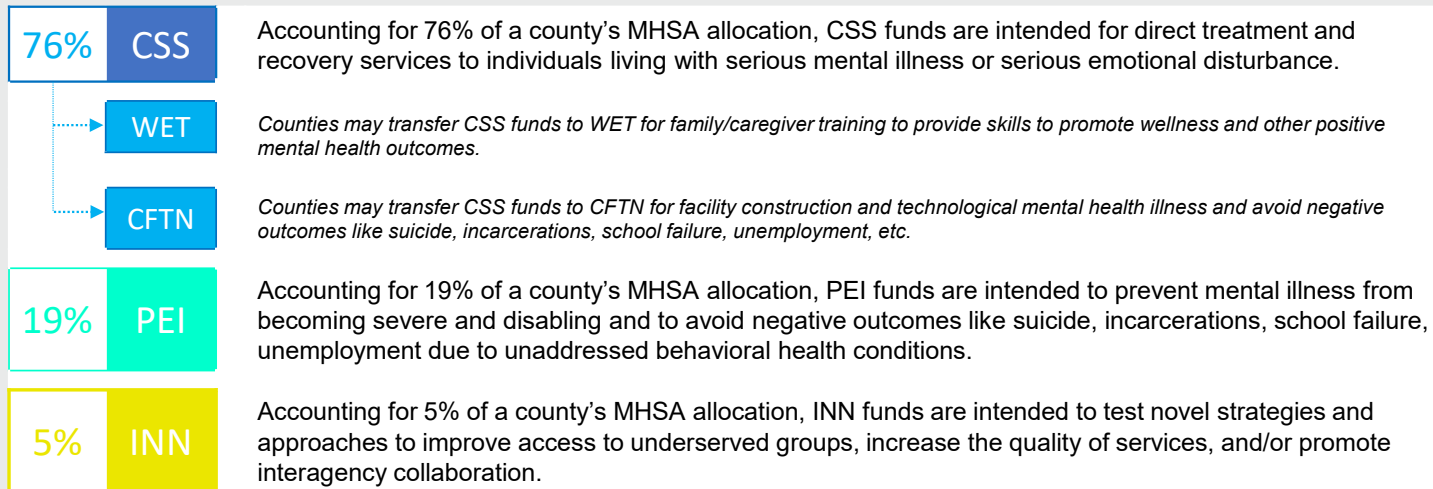 76% CSS
Accounting for 76% of a county’s MHSA allocation, CSS funds are intended for direct treatment and
recovery services to individuals living with serious mental illness or serious emotional disturbance.
WET
Counties may transfer CSS funds to WET for family/caregiver training to provide skills to promote wellness and other positive
mental health outcomes.
CFTN
Counties may transfer CSS funds to CFTN for facility construction and technological mental health illness and avoid negative
outcomes like suicide, incarcerations, school failure, unemployment, etc.
19% PEI
Accounting for 19% of a county’s MHSA allocation, PEI funds are intended to prevent mental illness from
becoming severe and disabling and to avoid negative outcomes like suicide, incarcerations, school failure,
unemployment due to unaddressed behavioral health conditions.
5% INN
Accounting for 5% of a county’s MHSA allocation, INN funds are intended to test novel strategies and
approaches to improve access to underserved groups, increase the quality of services, and/or promote
interagency collaboration.